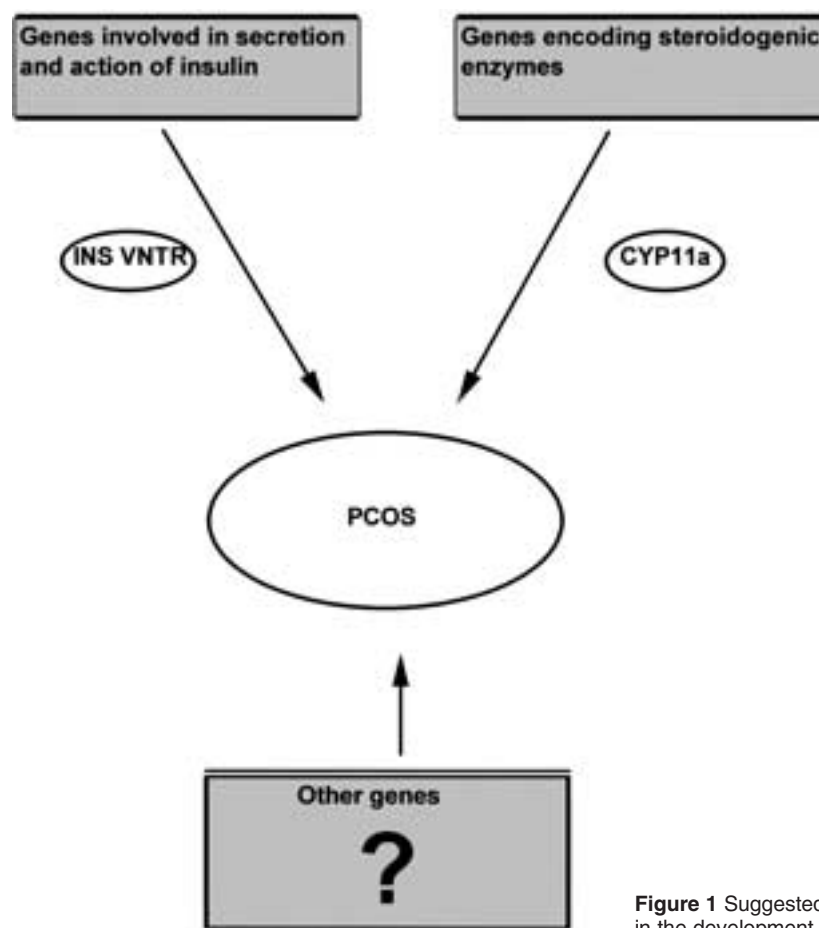 Genes involved in secretion
and action of insulin
Genes encoding steroidogenic
enzymes
INS VNTR
CYP11a
PCOS
Other genes
?
Figure 1 Suggested
in the development